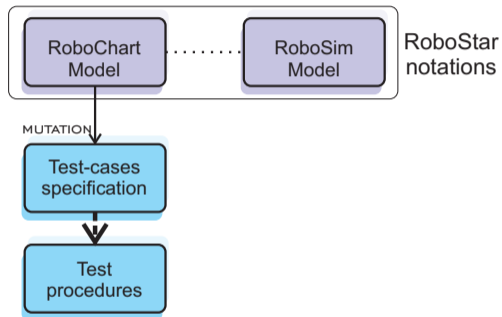 RoboChart
Model
RoboSim
Model
RoboStar
notations
MUTATION
Test-cases
specification
Test
procedures